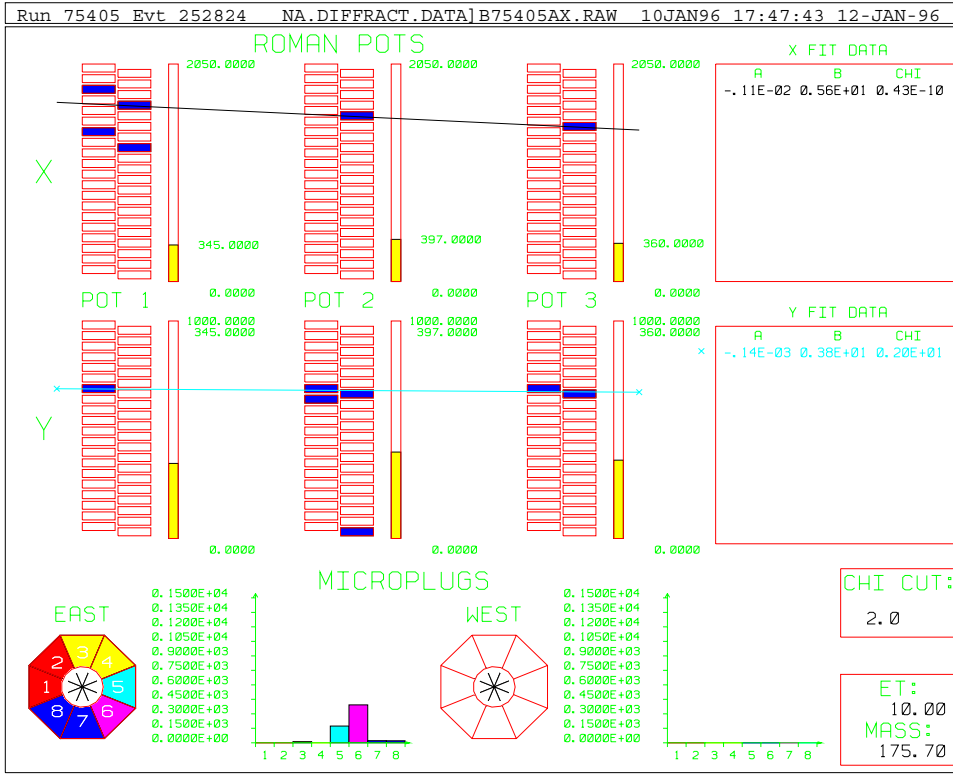 Run 75405 Evt 252824 NA.DIFFRACT.DATA]B75405AX.RAW 10JAN96 17:47:43 12-JAN-96
ROMAN POTS
X FIT DATA
2050.0000 2050.0000 2050.0000
A B CHI
-.11E-02 0.56E+01 0.43E-10
X
345.0000 397.0000 360.0000
0.0000 0.0000 0.0000
POT 1 POT 2 POT 3
Y FIT DATA
1000.0000 1000.0000 1000.0000
345.0000 397.0000 360.0000
A B CHI
-.14E-03 0.38E+01 0.20E+01
Y
0.0000 0.0000 0.0000
MICROPLUGS
EAST
0.1500E+04
0.1350E+04
0.1200E+04
0.1050E+04
0.9000E+03
0.7500E+03
0.6000E+03
0.4500E+03
0.3000E+03
0.1500E+03
0.0000E+00
1 2 3 4 5 6 7 8
1 2 3 4 5 6 7 8
WEST
0.1500E+04
0.1350E+04
0.1200E+04
0.1050E+04
0.9000E+03
0.7500E+03
0.6000E+03
0.4500E+03
0.3000E+03
0.1500E+03
0.0000E+00
1 2 3 4 5 6 7 8
CHI CUT:
2.0
ET:
10.00
MASS:
175.70